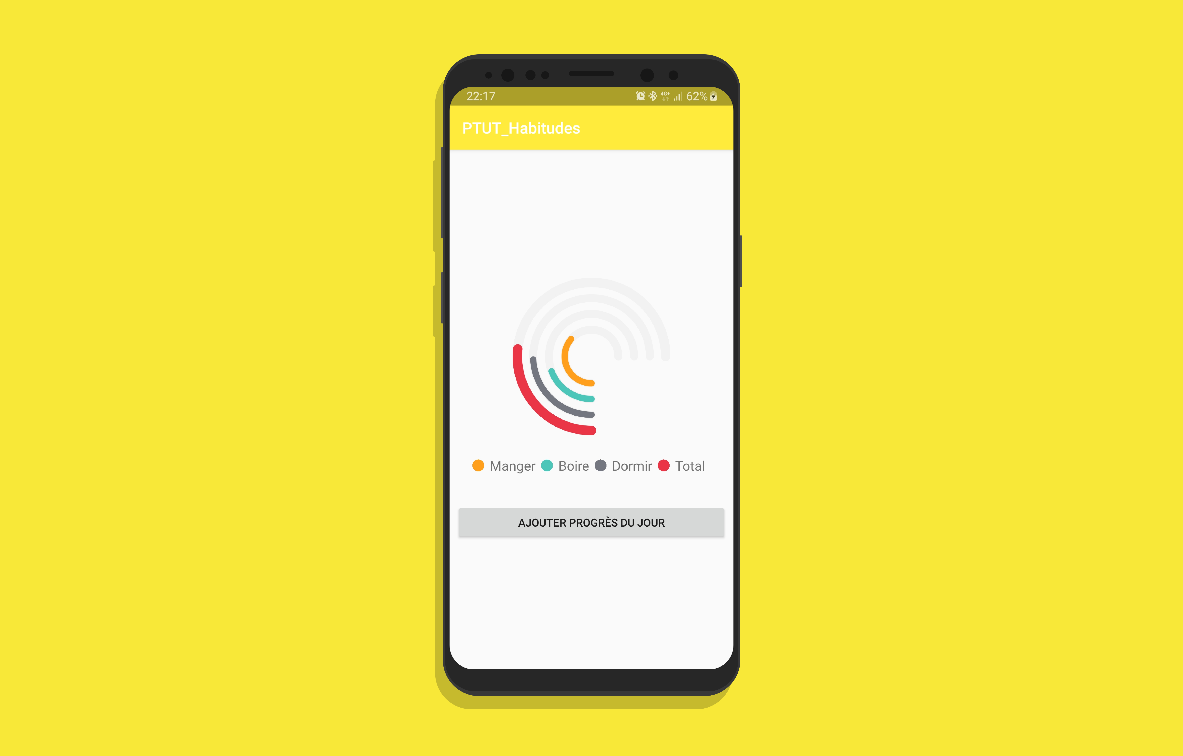 22:17 62%
PTUT_Habitudes
Manger Boire Dormir Total
AJOUTER PROGRÈS DU JOUR